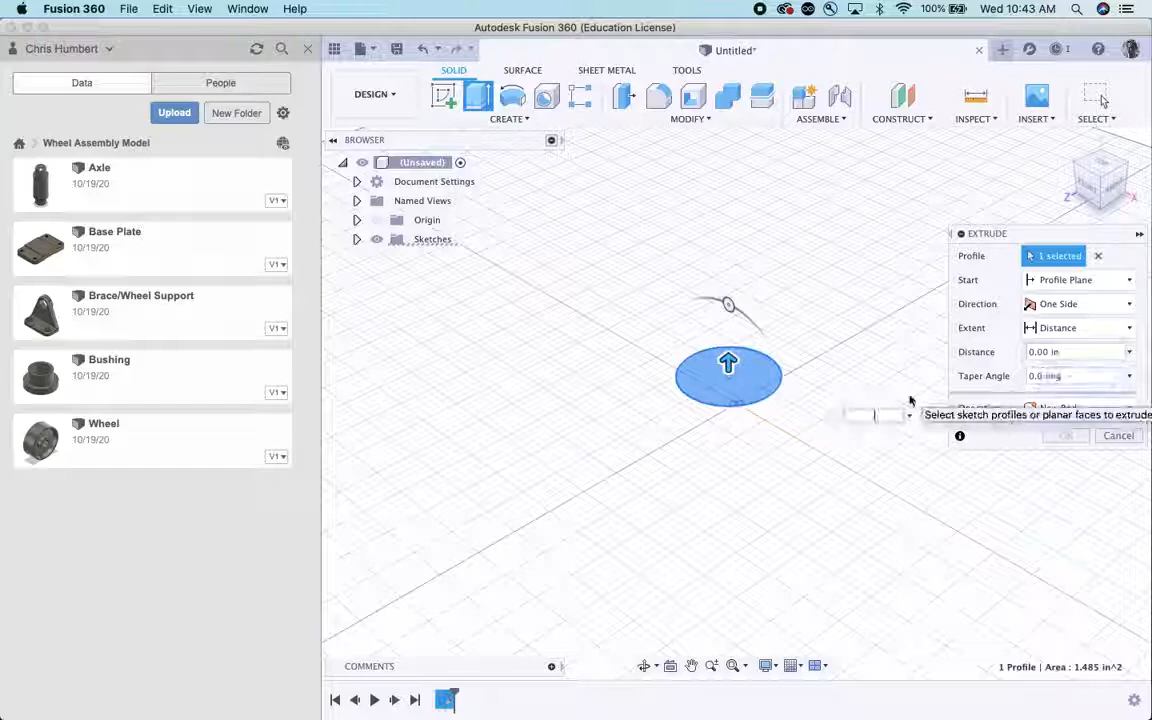 Fusion 360 File Edit View Window Help 100% Wed 10:43 AM
Autodesk Fusion 360 (Education License)
Chris Humbert
Untitled*
1
Data People
SOLID SURFACE SHEET METAL TOOLS
DESIGN
Upload New Folder
CREATE MODIFY ASSEMBLE CONSTRUCT INSPECT INSERT SELECT
Wheel Assembly Model
BROWSER
(Unsaved)
Document Settings
Named Views
Origin
Sketches
Axle
10/19/20
V1
Base Plate
10/19/20
V1
Brace/Wheel Support
10/19/20
V1
Bushing
10/19/20
V1
Wheel
10/19/20
V1
FRONT
Z X
EXTRUDE
Profile 1 selected
Start Profile Plane
Direction One Side
Extent Distance
Distance 0.00 in
Taper Angle 0.0
Select sketch profiles or planar faces to extrude
OK Cancel
COMMENTS
1 Profile | Area : 1.485 in^2